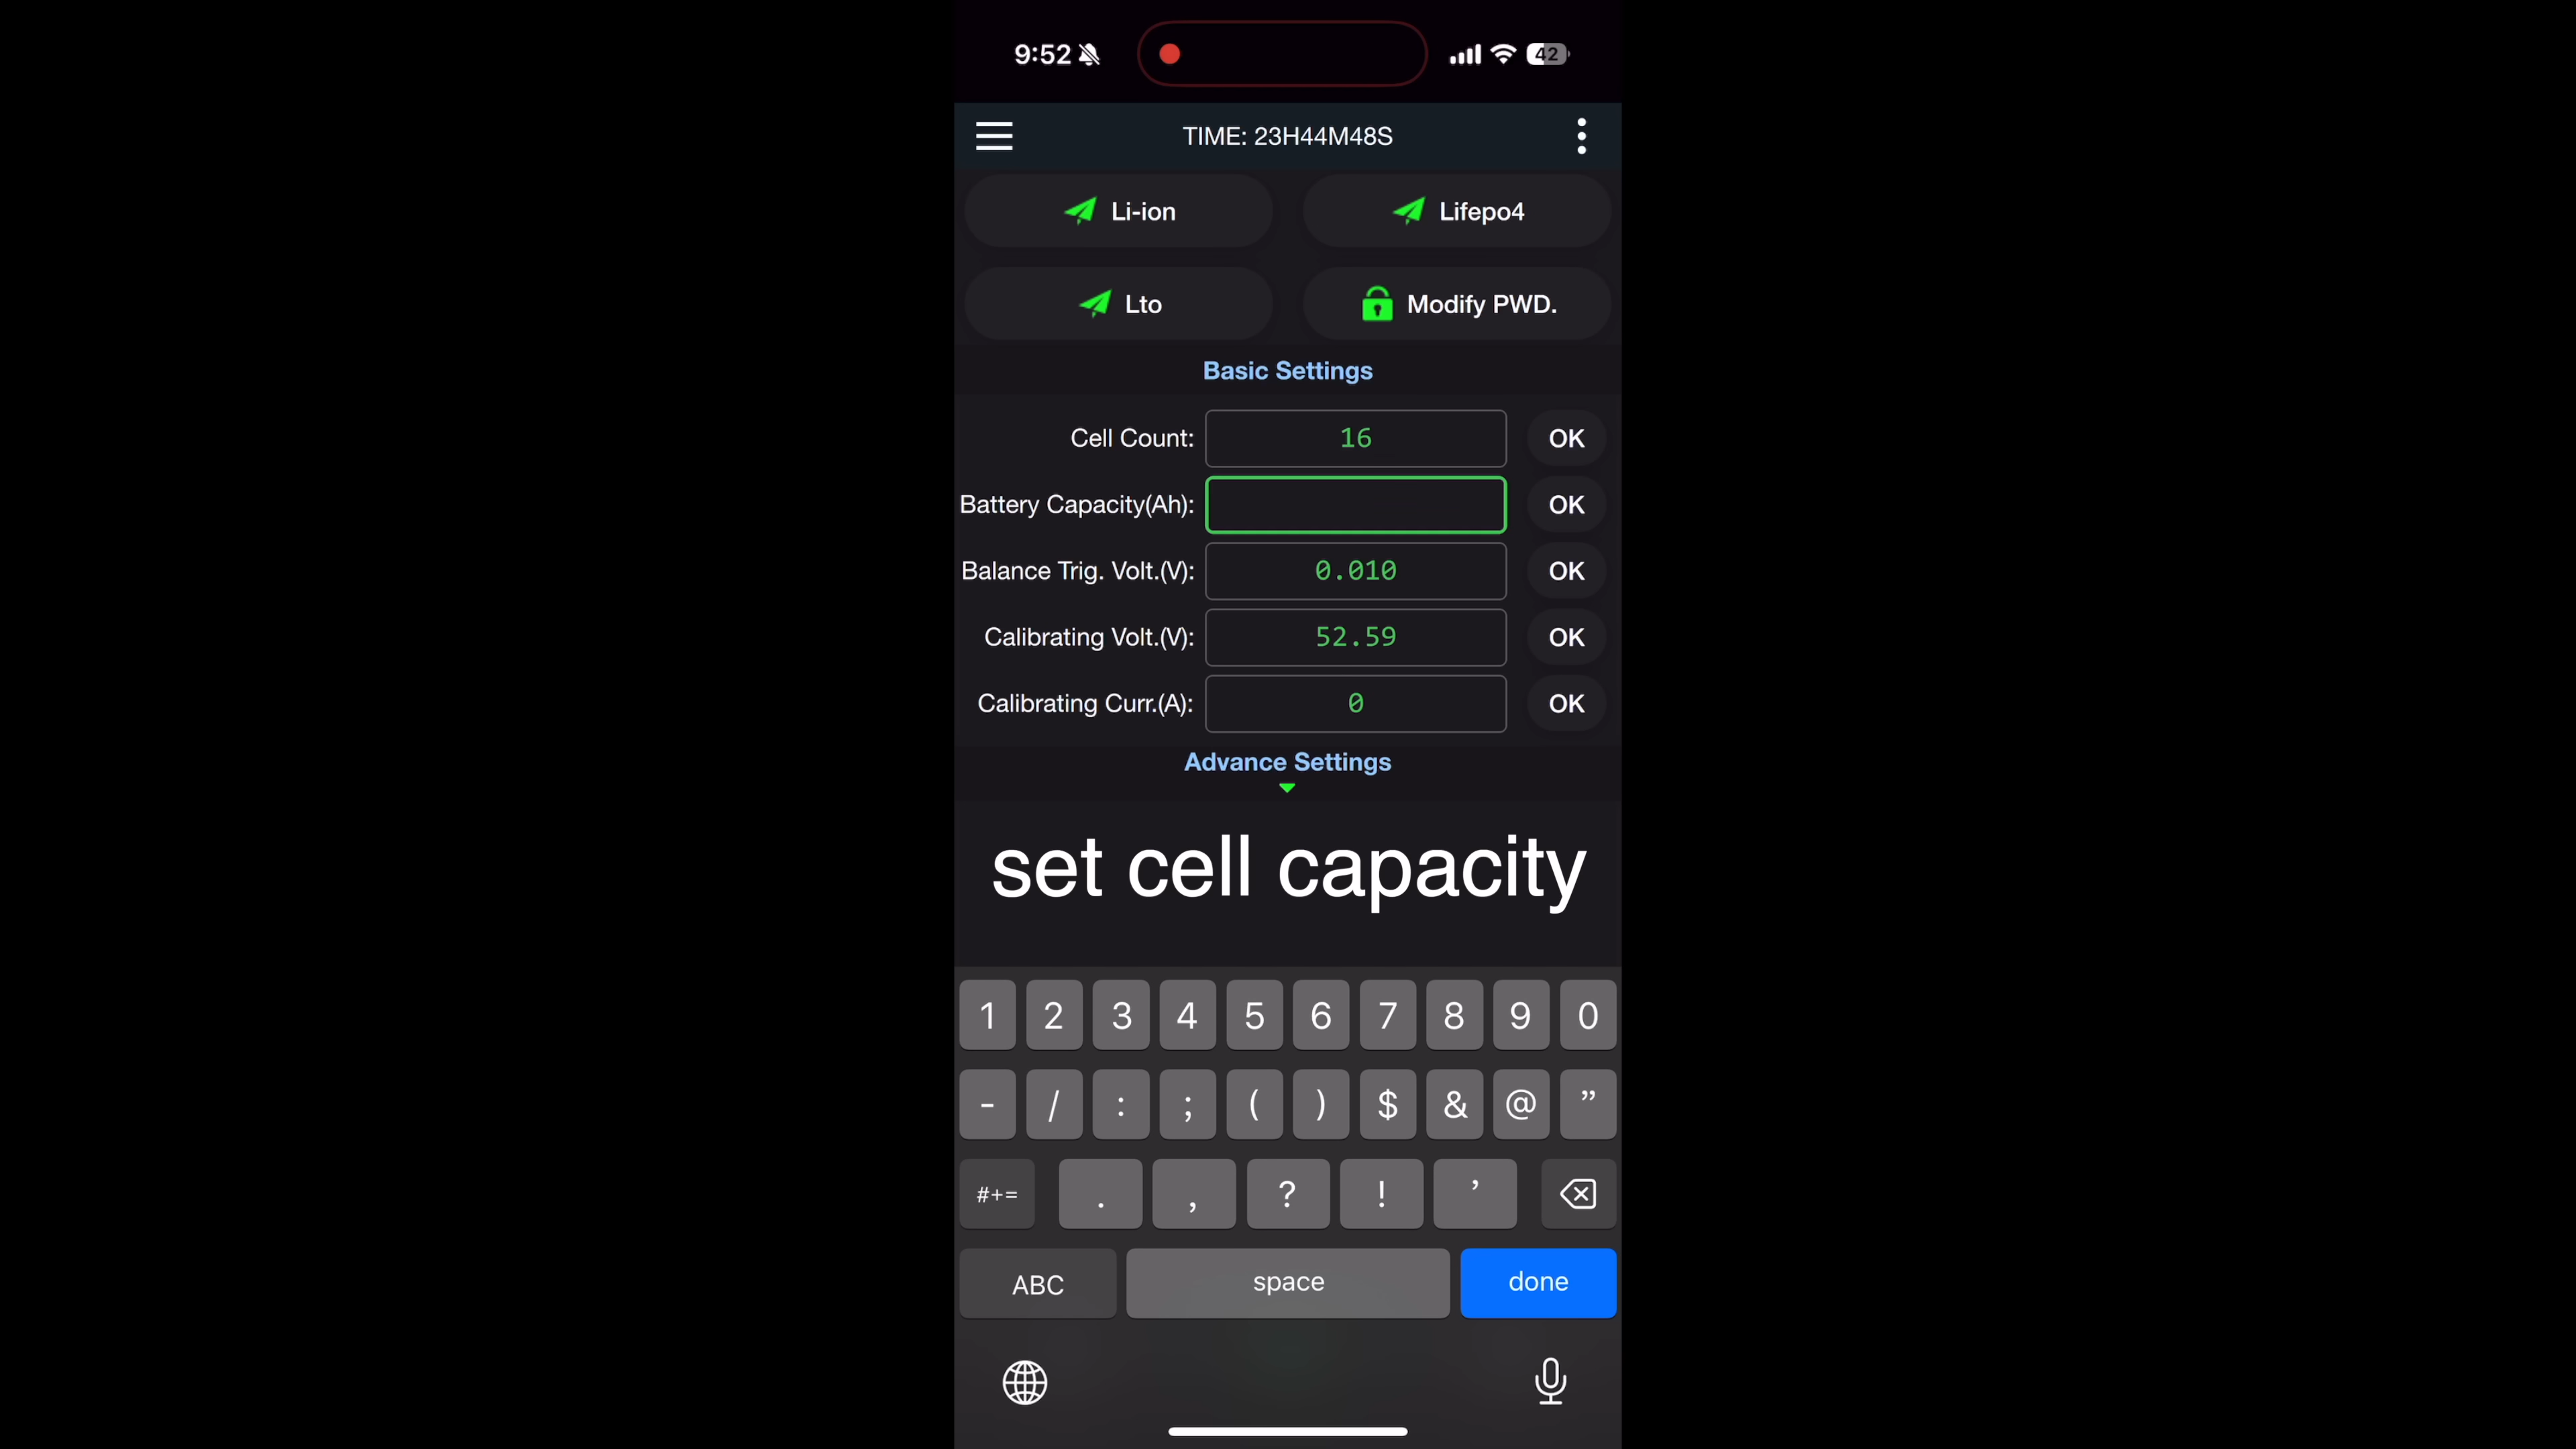 9:52
42
TIME: 23H44M48S
Li-ion
Lifepo4
Lto
Modify PWD.
Basic Settings
Cell Count: 16 OK
Battery Capacity(Ah): OK
Balance Trig. Volt.(V): 0.010 OK
Calibrating Volt.(V): 52.59 OK
Calibrating Curr.(A): 0 OK
Advance Settings
set cell capacity
1 2 3 4 5 6 7 8 9 0
- / : ; ( ) $ & @ ”
#+= . , ? ! ’
ABC space done